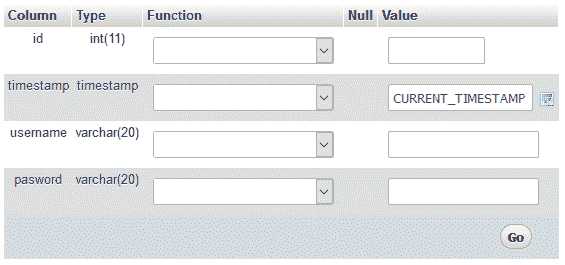 Column Type Function Null Value
id int(11)
timestamp timestamp CURRENT_TIMESTAMP
username varchar(20)
pasword varchar(20)
Go